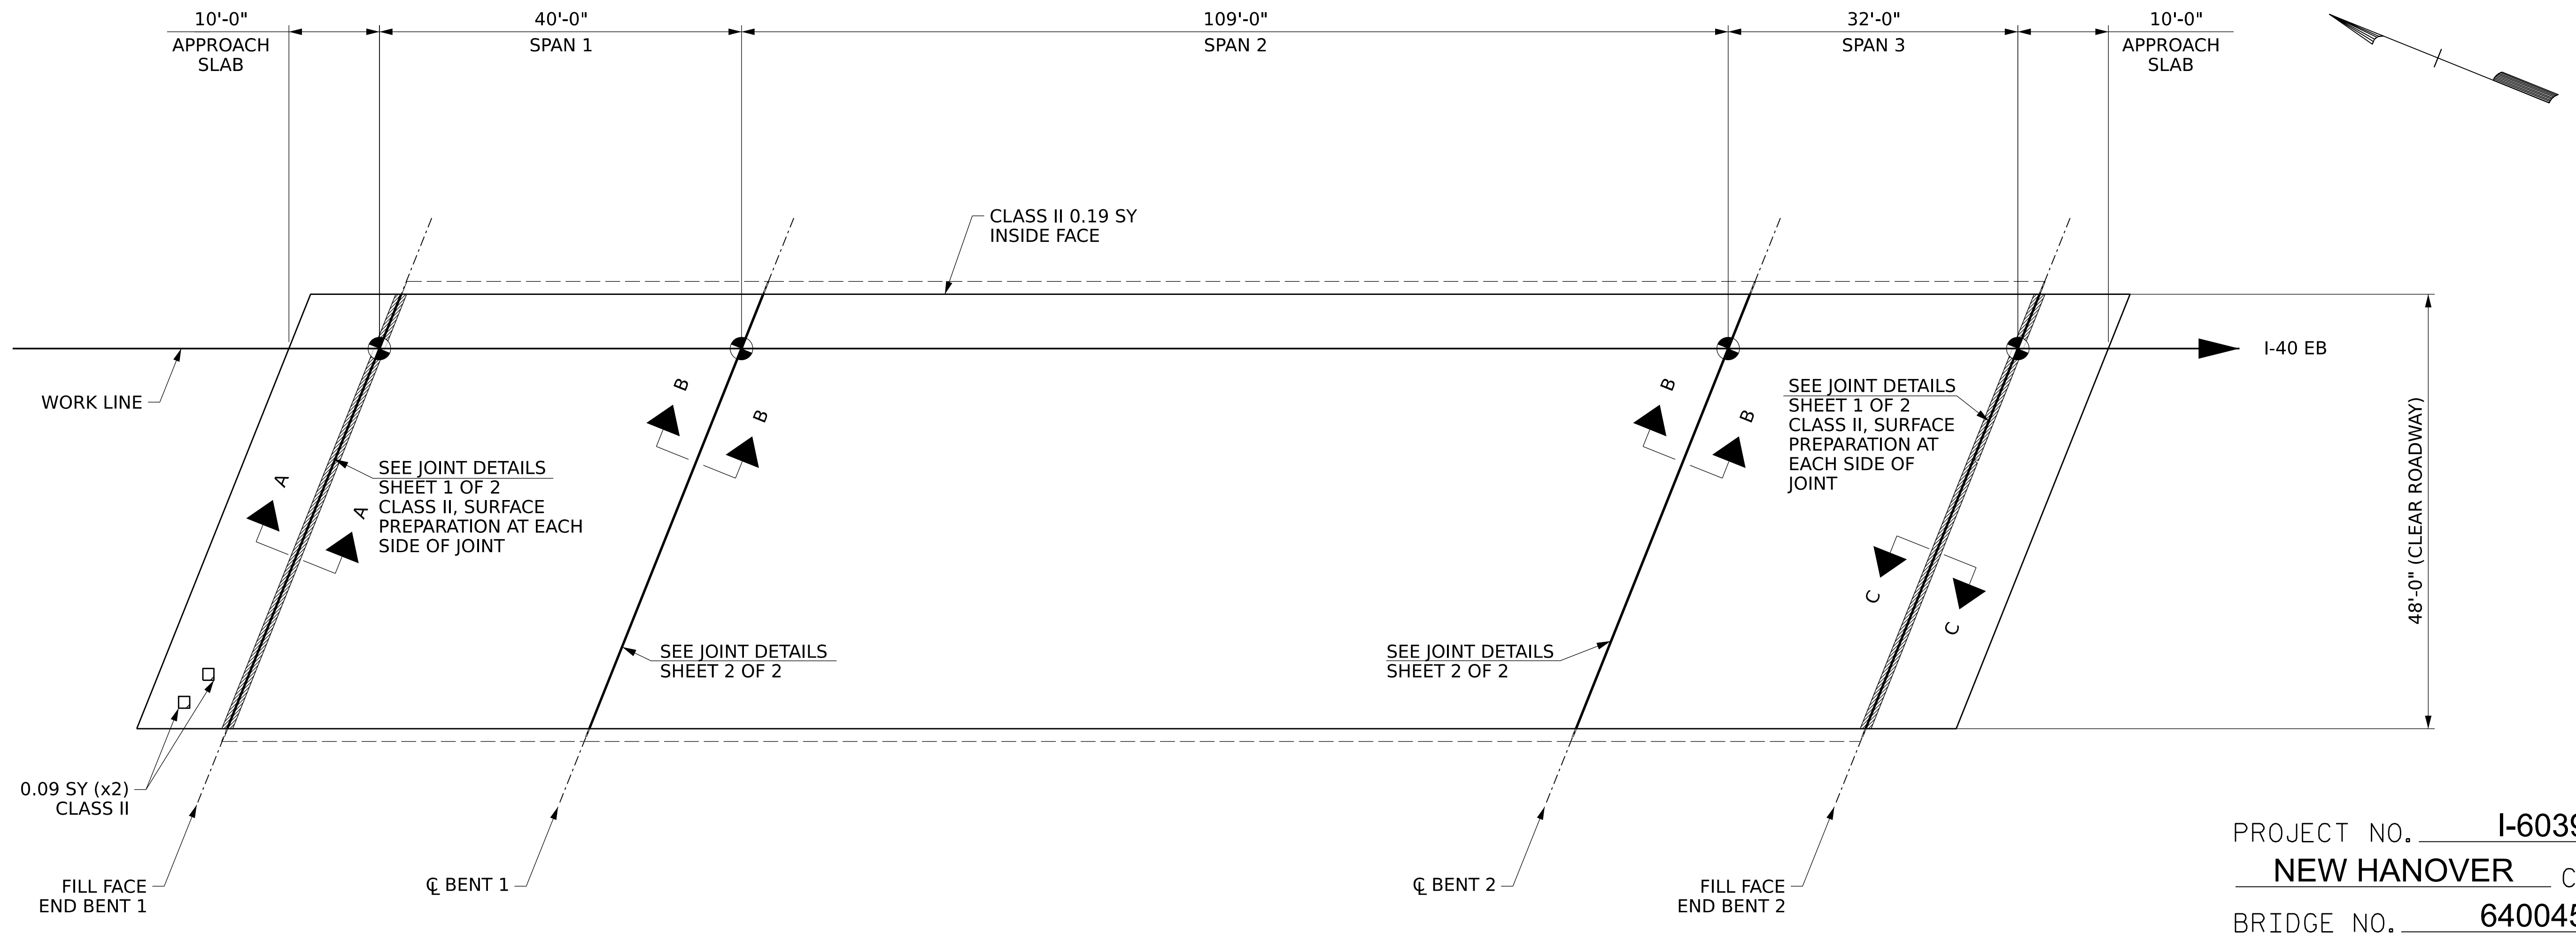 10'-0"
APPROACH
SLAB
40'-0"
SPAN 1
109'-0"
SPAN 2
32'-0"
SPAN 3
10'-0"
APPROACH
SLAB
CLASS II 0.19 SY
INSIDE FACE
WORK LINE
I-40 EB
A
A
SEE JOINT DETAILS
SHEET 1 OF 2
CLASS II, SURFACE
PREPARATION AT EACH
SIDE OF JOINT
B
B
SEE JOINT DETAILS
SHEET 2 OF 2
B
B
SEE JOINT DETAILS
SHEET 2 OF 2
SEE JOINT DETAILS
SHEET 1 OF 2
CLASS II, SURFACE
PREPARATION AT
EACH SIDE OF
JOINT
C
C
48'-0" (CLEAR ROADWAY)
0.09 SY (x2)
CLASS II
FILL FACE
END BENT 1
℄ BENT 1
℄ BENT 2
FILL FACE
END BENT 2
PROJECT NO. I-6039
NEW HANOVER C
BRIDGE NO. 640045